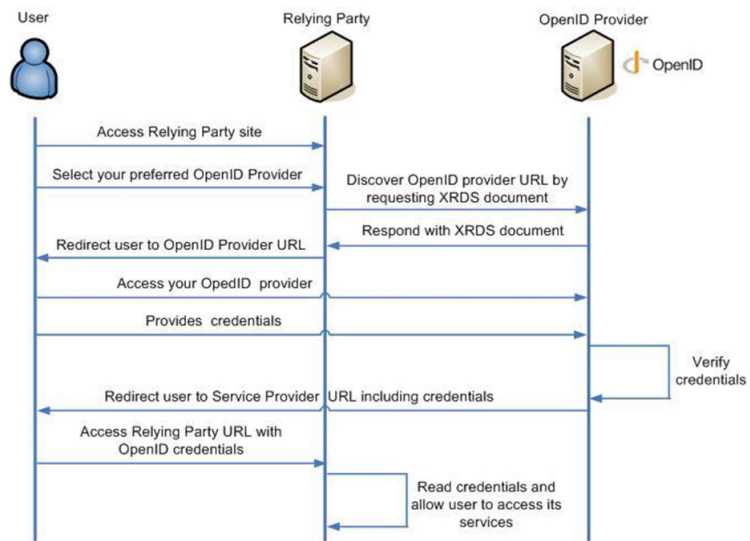 User
Relying Party
OpenID Provider
OpenID
Access Relying Party site
Select your preferred OpenID Provider
Discover OpenID provider URL by
requesting XRDS document
Respond with XRDS document
Redirect user to OpenID Provider URL
Access your OpedID provider
Provides credentials
Verify
credentials
Redirect user to Service Provider URL including credentials
Access Relying Party URL with
OpenID credentials
Read credentials and
allow user to access its
services